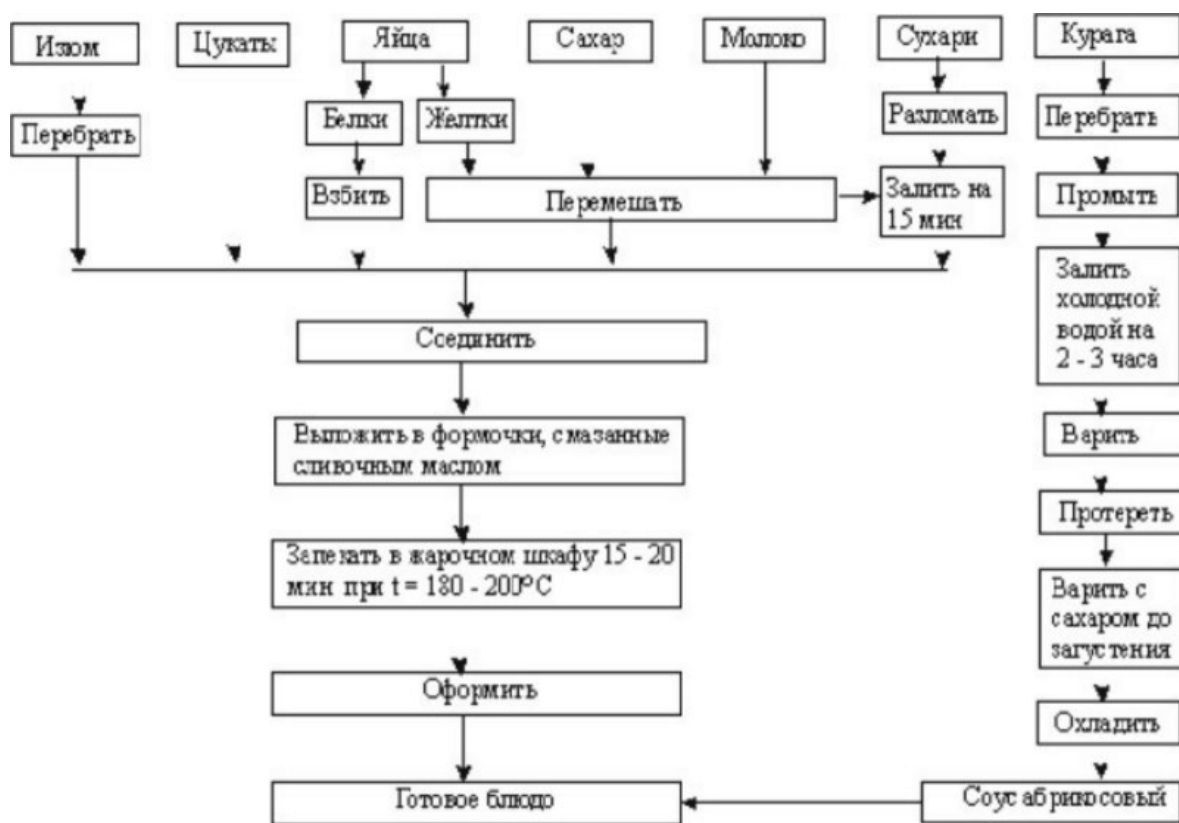 Изюм
Цукаты
Яйца
Сахар
Молоко
Сухари
Курага
Перебрать
Белки
Желтки
Разломать
Перебрать
Взбить
Перемешать
Залить на
15 мин
Промыть
Залить
холодной
водой на
2 - 3 часа
Соединить
Выложить в формочки, смазанные
сливочным маслом
Варить
Протереть
Запекать в жарочном шкафу 15 - 20
мин при t = 180 - 200°C
Варить с
сахаром до
загустения
Оформить
Охладить
Готовое блюдо
Соус абрикосовый